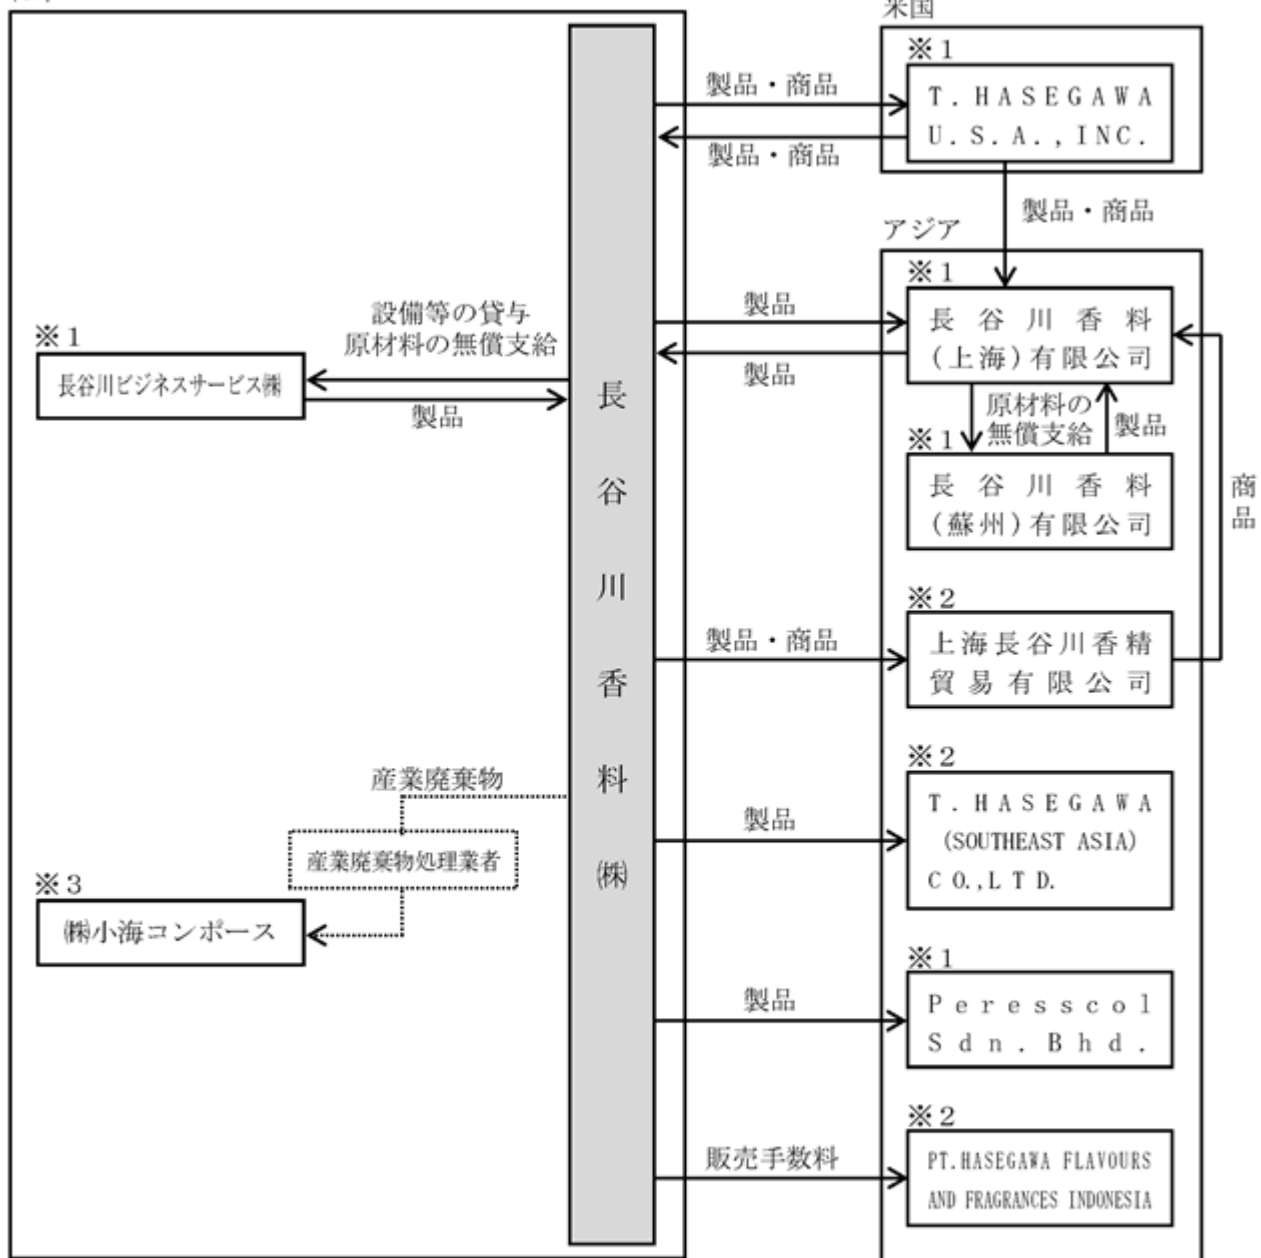 米国
※1
T.HASEGAWA
U.S.A.,INC.
製品・商品
製品・商品
製品・商品
アジア
※1
長谷川香料
(上海)有限公司
製品
製品
設備等の貸与
原材料の無償支給
※1
長谷川ビジネスサービス㈱
製品
長谷川香料㈱
原材料の
無償支給
製品
※1
長谷川香料
(蘇州)有限公司
商品
※2
上海長谷川香精
貿易有限公司
製品・商品
産業廃棄物
産業廃棄物処理業者
※3
㈱小海コンポース
※2
T.HASEGAWA
(SOUTHEAST ASIA)
CO.,LTD.
製品
※1
Peresscol
Sdn.Bhd.
製品
※2
PT.HASEGAWA FLAVOURS
AND FRAGRANCES INDONESIA
販売手数料